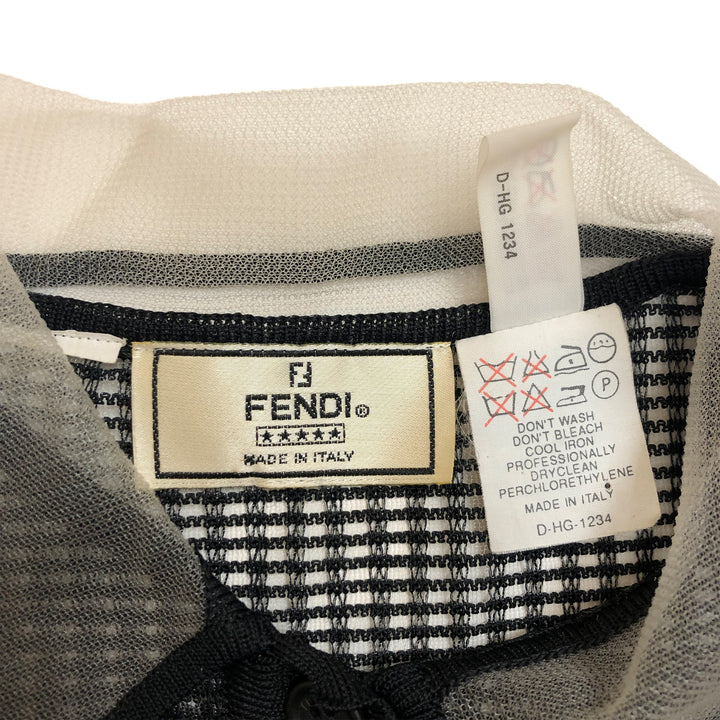 FENDI®
★★★★★
MADE IN ITALY
D-HG 1234
P
DON'T WASH
DON'T BLEACH
COOL IRON
PROFESSIONALLY
DRYCLEAN
PERCHLORETHYLENE
MADE IN ITALY
D-HG-1234